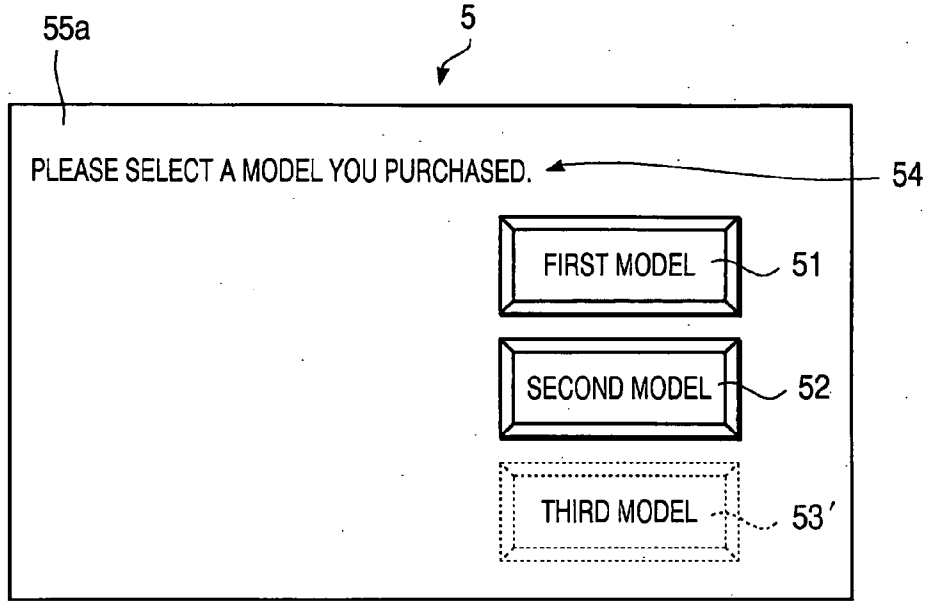 55a
5
PLEASE SELECT A MODEL YOU PURCHASED.
54
FIRST MODEL
51
SECOND MODEL
52
THIRD MODEL
53'